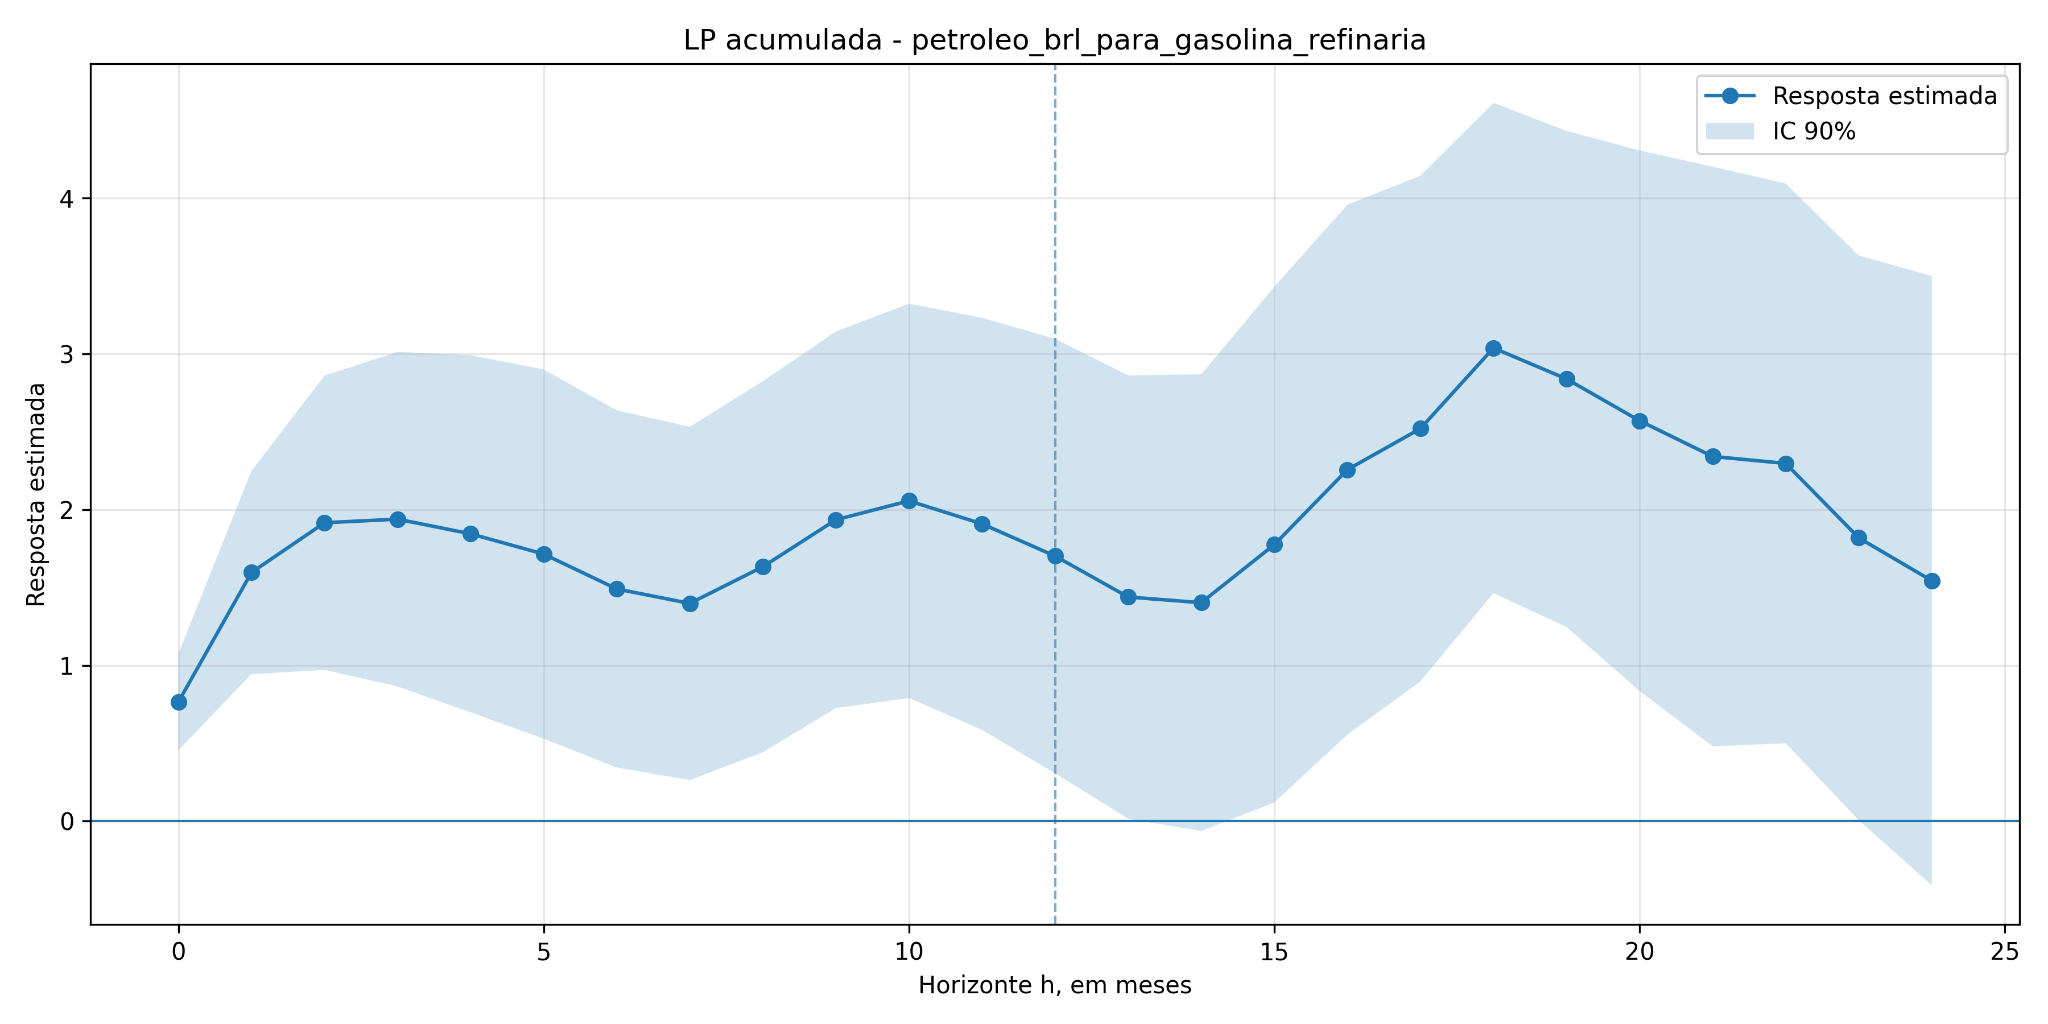 LP acumulada - petroleo_brl_para_gasolina_refinaria
Resposta estimada
IC 90%
Resposta estimada
4
3
2
1
0
0 5 10 15 20 25
Horizonte h, em meses